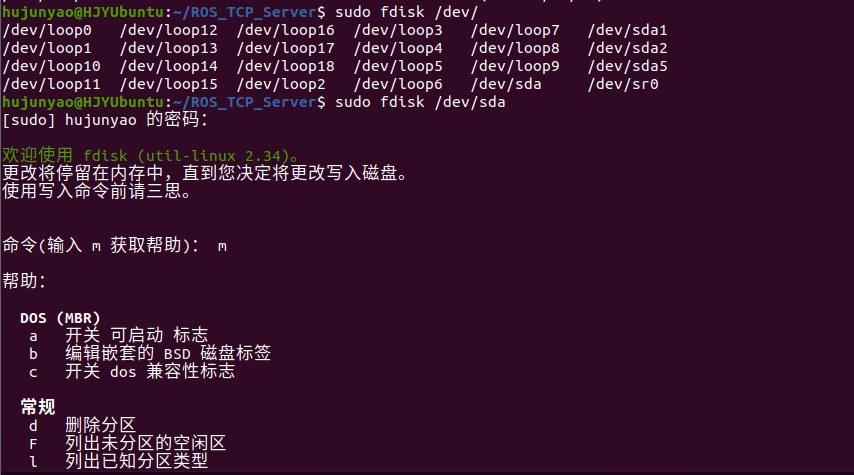 hujunyao@HJYUbuntu:~/ROS_TCP_Server$ sudo fdisk /dev/
/dev/loop0 /dev/loop12 /dev/loop16 /dev/loop3 /dev/loop7 /dev/sda1
/dev/loop1 /dev/loop13 /dev/loop17 /dev/loop4 /dev/loop8 /dev/sda2
/dev/loop10 /dev/loop14 /dev/loop18 /dev/loop5 /dev/loop9 /dev/sda5
/dev/loop11 /dev/loop15 /dev/loop2 /dev/loop6 /dev/sda /dev/sr0
hujunyao@HJYUbuntu:~/ROS_TCP_Server$ sudo fdisk /dev/sda
[sudo] hujunyao 的密码：
欢迎使用 fdisk (util-linux 2.34)。
更改将停留在内存中，直到您决定将更改写入磁盘。
使用写入命令前请三思。
命令(输入 m 获取帮助)： m
帮助：
DOS (MBR)
a 开关 可启动 标志
b 编辑嵌套的 BSD 磁盘标签
c 开关 dos 兼容性标志
常规
d 删除分区
F 列出未分区的空闲区
l 列出已知分区类型